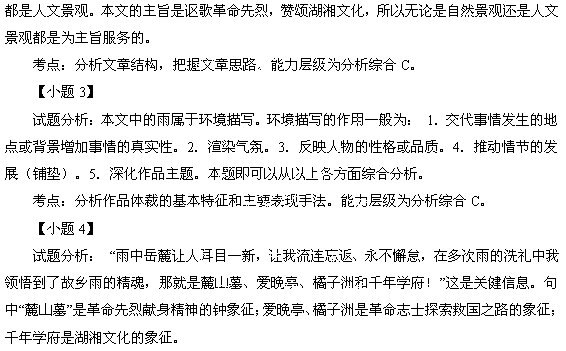 都是人文景观。本文的主旨是讴歌革命先烈，赞颂湖湘文化，所以无论是自然景观还是人文
景观都是为主旨服务的。
考点：分析文章结构，把握文章思路。能力层级为分析综合 C。
【小题 3】
试题分析：本文中的雨属于环境描写。环境描写的作用一般为： 1．交代事情发生的地
点或背景增加事情的真实性。2．渲染气氛。3．反映人物的性格或品质。4．推动情节的发
展（铺垫）。5．深化作品主题。本题即可以从以上各方面综合分析。
考点：分析作品体裁的基本特征和主要表现手法。能力层级为分析综合 C。
【小题 4】
试题分析： “雨中岳麓让人耳目一新，让我流连忘返、永不懈怠，在多次雨的洗礼中我
领悟到了故乡雨的精魂，那就是麓山墓、爱晚亭、橘子洲和千年学府！”这是关健信息。句
中“麓山墓”是革命先烈献身精神的钟象征；爱晚亭、橘子洲是革命志士探索救国之路的象征；
千年学府是湖湘文化的象征。